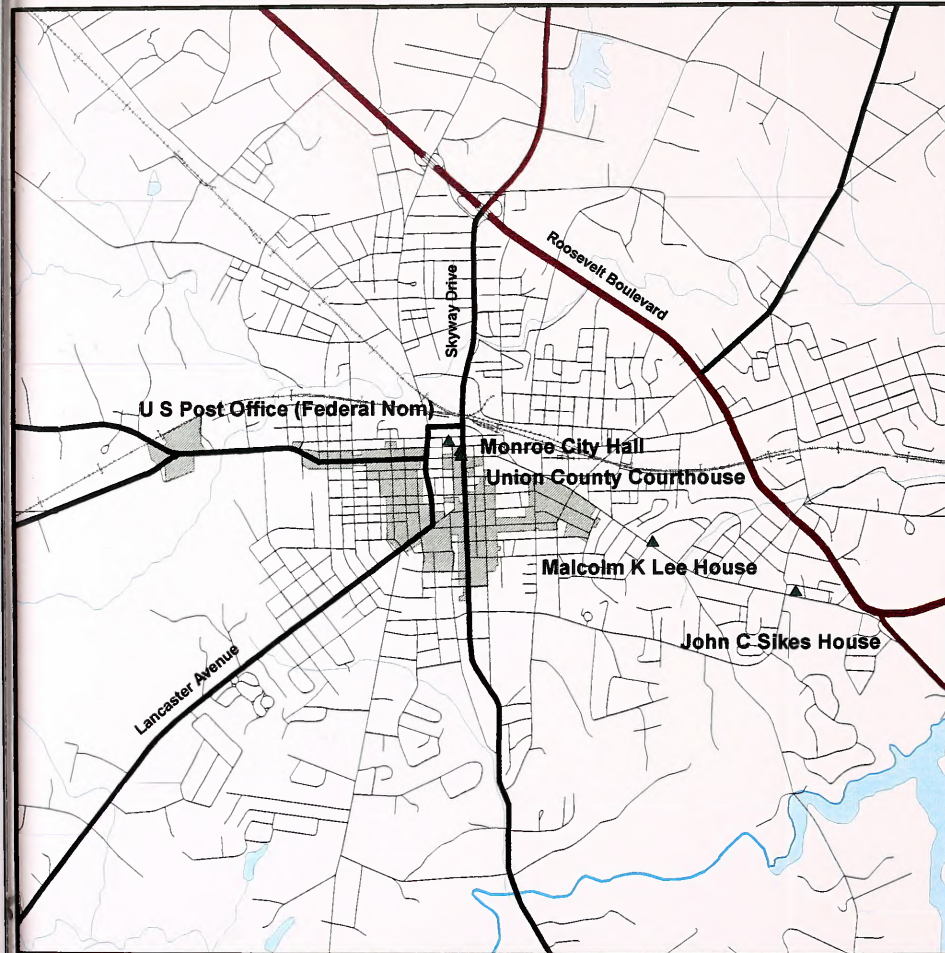 Roosevelt Boulevard
Skyway Drive
U S Post Office (Federal Nom)
Monroe City Hall
Union County Courthouse
Malcolm K Lee House
John C Sikes House
Lancaster Avenue